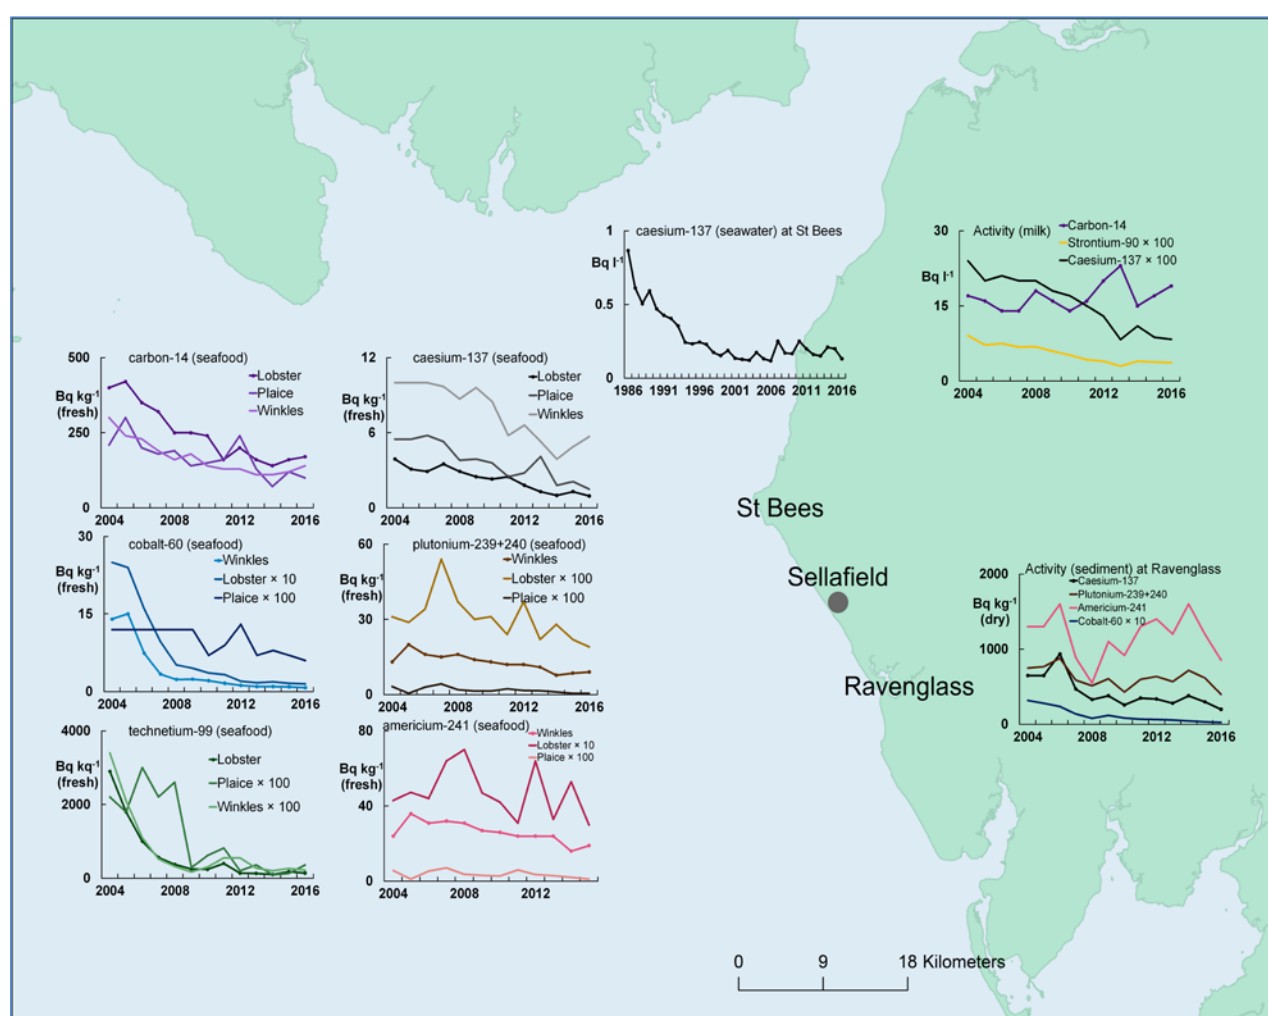 1
caesium-137 (seawater) at St Bees
Bq l-1
0.5
0
1986 1991 1996 2001 2006 2011 2016
30
Activity (milk)
Carbon-14
Strontium-90 × 100
Caesium-137 × 100
Bq l-1
15
0
2004 2008 2012 2016
500
carbon-14 (seafood)
Lobster
Plaice
Winkles
Bq kg-1
(fresh)
250
0
2004 2008 2012 2016
12
caesium-137 (seafood)
Lobster
Plaice
Winkles
Bq kg-1
(fresh)
6
0
2004 2008 2012 2016
St Bees
Sellafield
Ravenglass
30
cobalt-60 (seafood)
Winkles
Lobster × 10
Plaice × 100
Bq kg-1
(fresh)
15
0
2004 2008 2012 2016
60
plutonium-239+240 (seafood)
Winkles
Lobster × 100
Plaice × 100
Bq kg-1
(fresh)
30
0
2004 2008 2012 2016
Activity (sediment) at Ravenglass
2000
Caesium-137
Plutonium-239+240
Americium-241
Cobalt-60 × 10
Bq kg-1
(dry)
1000
0
2004 2008 2012 2016
technetium-99 (seafood)
4000
Lobster
Plaice × 100
Winkles × 100
Bq kg-1
(fresh)
2000
0
2004 2008 2012 2016
americium-241 (seafood)
80
Winkles
Lobster × 10
Plaice × 100
Bq kg-1
(fresh)
40
0
2004 2008 2012
0 9 18 Kilometers